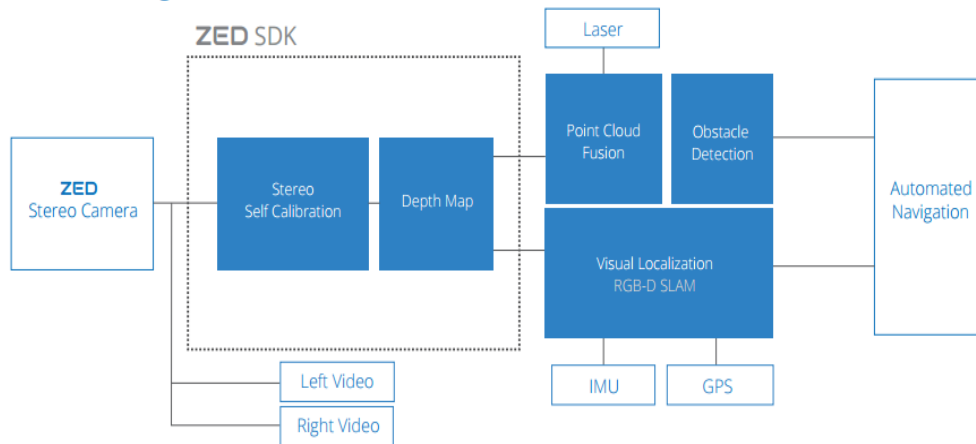 ZED SDK
Laser
Point Cloud
Fusion
Obstacle
Detection
ZED
Stereo Camera
Stereo
Self Calibration
Depth Map
Automated
Navigation
Visual Localization
RGB-D SLAM
Left Video
Right Video
IMU
GPS